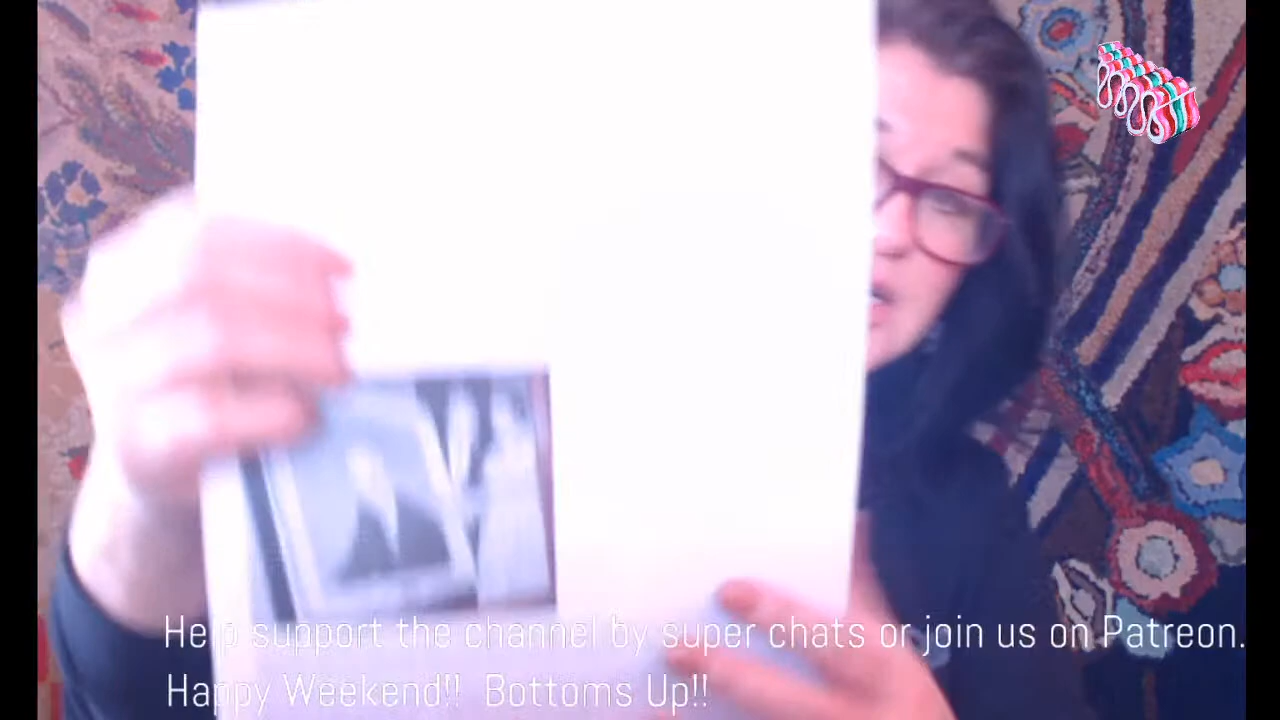 Help support the channel by super chats or join us on Patreon.
Happy Weekend!! Bottoms Up!!